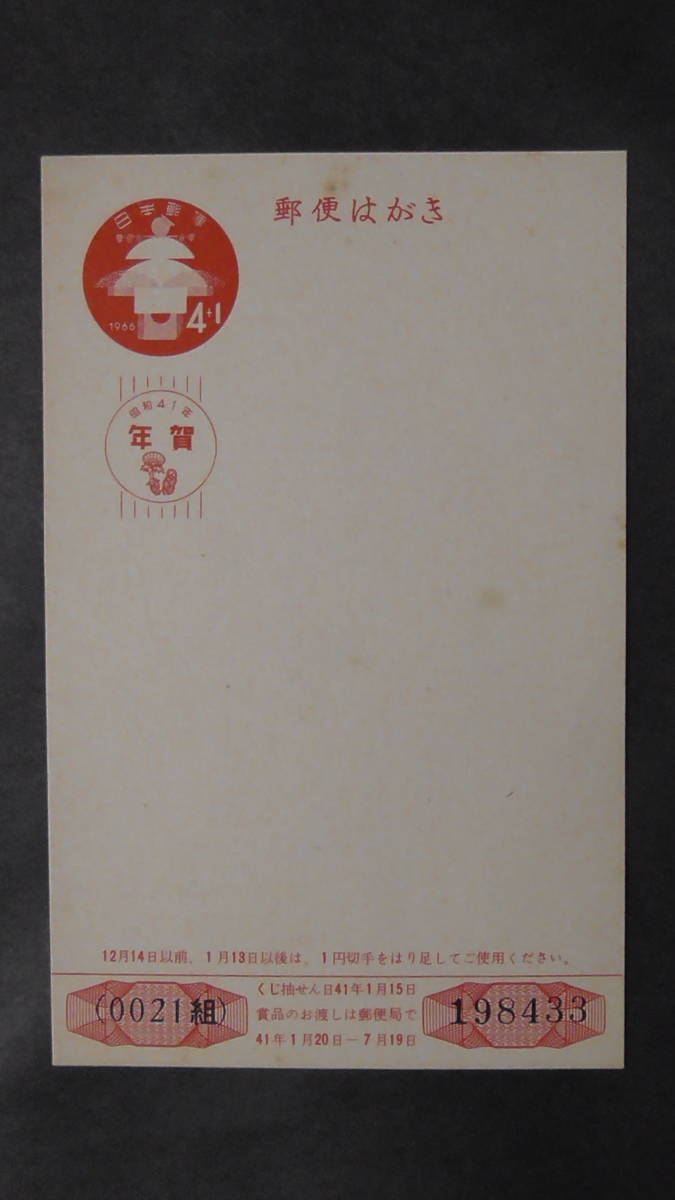 郵便はがき
日本郵便
1966
4+1
昭和41年
年賀
12月14日以前、1月13日以後は、1円切手をはり足してご使用ください。
(0021組)
くじ抽せん日41年1月15日
賞品のお渡しは郵便局で
41年1月20日—7月19日
198433